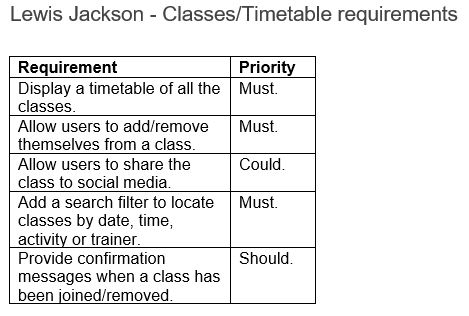 Lewis Jackson - Classes/Timetable requirements
Requirement Priority
Display a timetable of all the Must.
classes.
Allow users to add/remove Must.
themselves from a class.
Allow users to share the Could.
class to social media.
Add a search filter to locate Must.
classes by date, time,
activity or trainer.
Provide confirmation Should.
messages when a class has
been joined/removed.